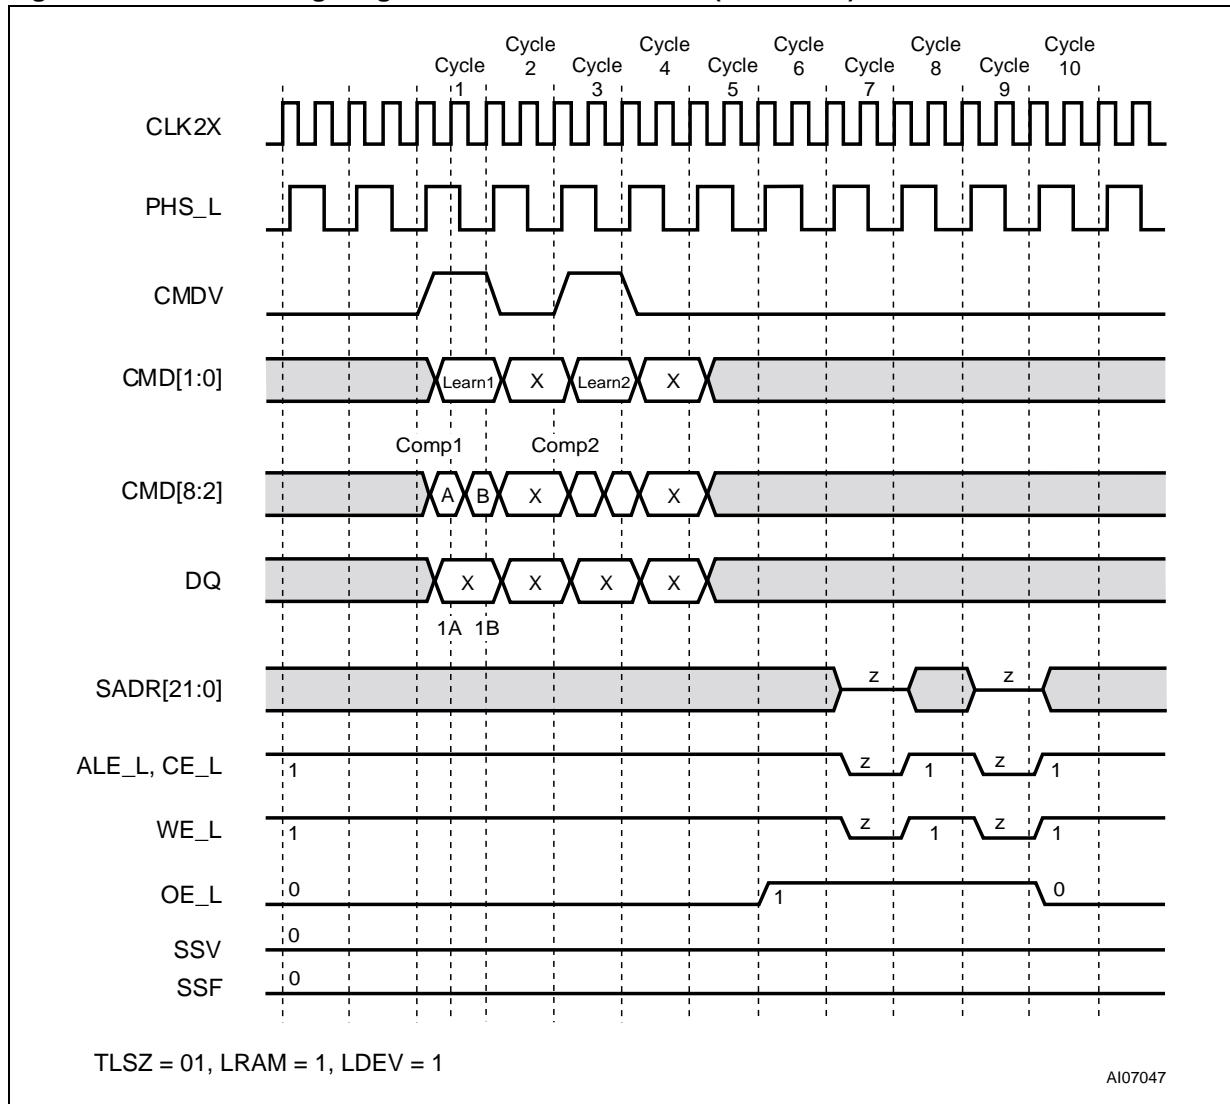 Cycle 1
Cycle 2
Cycle 3
Cycle 4
Cycle 5
Cycle 6
Cycle 7
Cycle 8
Cycle 9
Cycle 10
CLK2X
PHS_L
CMDV
CMD[1:0]
Learn1 X Learn2 X
Comp1 Comp2
CMD[8:2]
A B X X
DQ
X X X X
1A 1B
SADR[21:0]
z z
ALE_L, CE_L
1 z 1 z 1
WE_L
1 z 1 z 1
OE_L
0 1 0
SSV
0
SSF
0
TLSZ = 01, LRAM = 1, LDEV = 1
AI07047